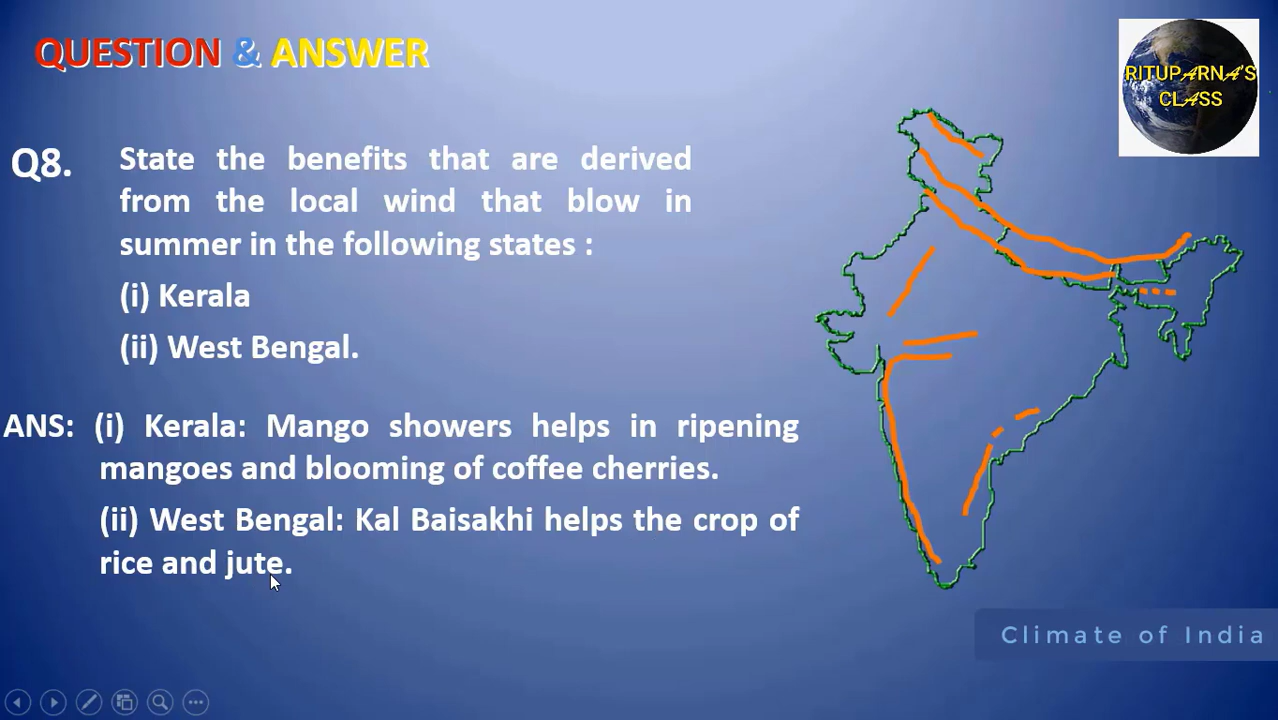 QUESTION & ANSWER
RITUPARNA'S
CLASS
Q8. State the benefits that are derived
from the local wind that blow in
summer in the following states :
(i) Kerala
(ii) West Bengal.
ANS: (i) Kerala: Mango showers helps in ripening
mangoes and blooming of coffee cherries.
(ii) West Bengal: Kal Baisakhi helps the crop of
rice and jute.
Climate of India